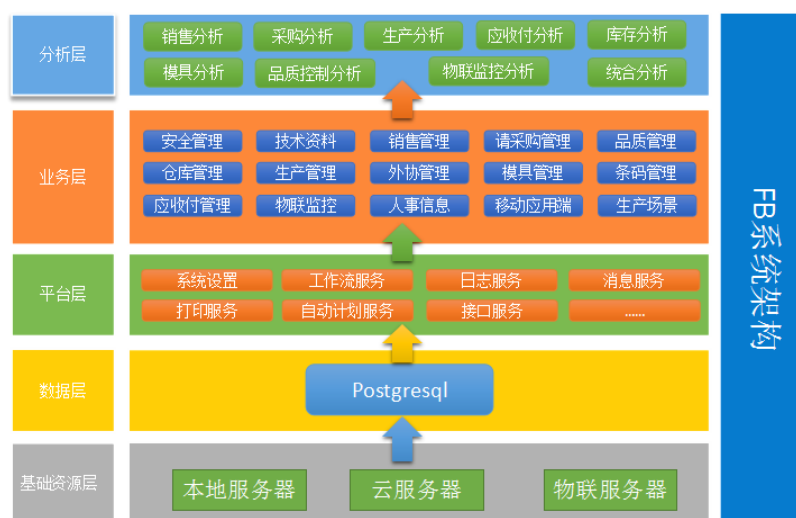 分析层
销售分析 采购分析 生产分析 应收付分析 库存分析
模具分析 品质控制分析 物联监控分析 统合分析
业务层
安全管理 技术资料 销售管理 请采购管理 品质管理
仓库管理 生产管理 外协管理 模具管理 条码管理
应收付管理 物联监控 人事信息 移动应用端 生产场景
平台层
系统设置 工作流服务 日志服务 消息服务
打印服务 自动计划服务 接口服务 ......
数据层
Postgresql
基础资源层
本地服务器 云服务器 物联服务器
FB系统架构